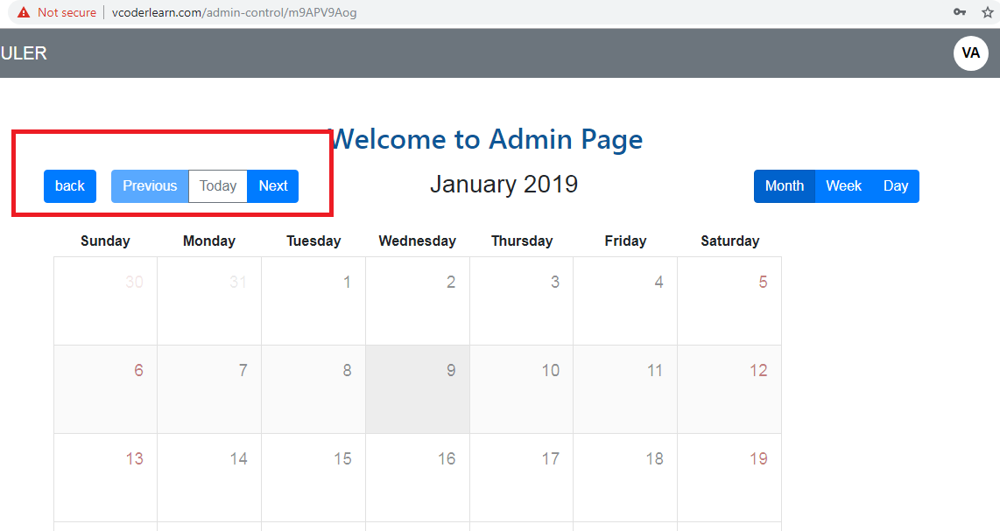 Not secure vcoderlearn.com/admin-control/m9APV9Aog
ULER VA
Welcome to Admin Page
back Previous Today Next January 2019 Month Week Day
Sunday Monday Tuesday Wednesday Thursday Friday Saturday
30 31 1 2 3 4 5
6 7 8 9 10 11 12
13 14 15 16 17 18 19